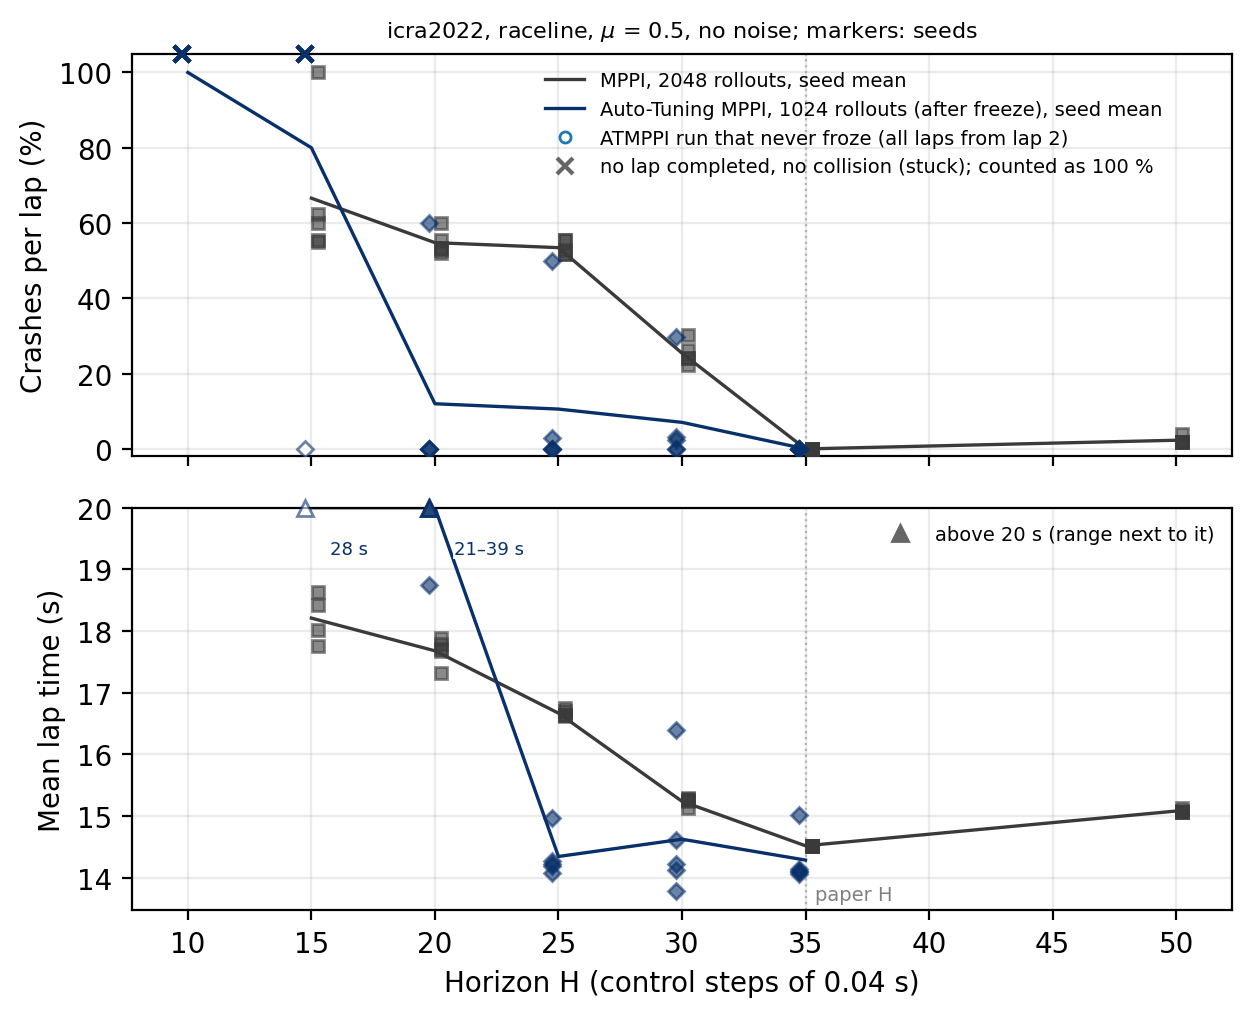 icra2022, raceline, μ = 0.5, no noise; markers: seeds
Crashes per lap (%)
100
80
60
40
20
0
MPPI, 2048 rollouts, seed mean
Auto-Tuning MPPI, 1024 rollouts (after freeze), seed mean
ATMPPI run that never froze (all laps from lap 2)
no lap completed, no collision (stuck); counted as 100 %
Mean lap time (s)
20
19
18
17
16
15
14
above 20 s (range next to it)
28 s
21–39 s
paper H
10 15 20 25 30 35 40 45 50
Horizon H (control steps of 0.04 s)